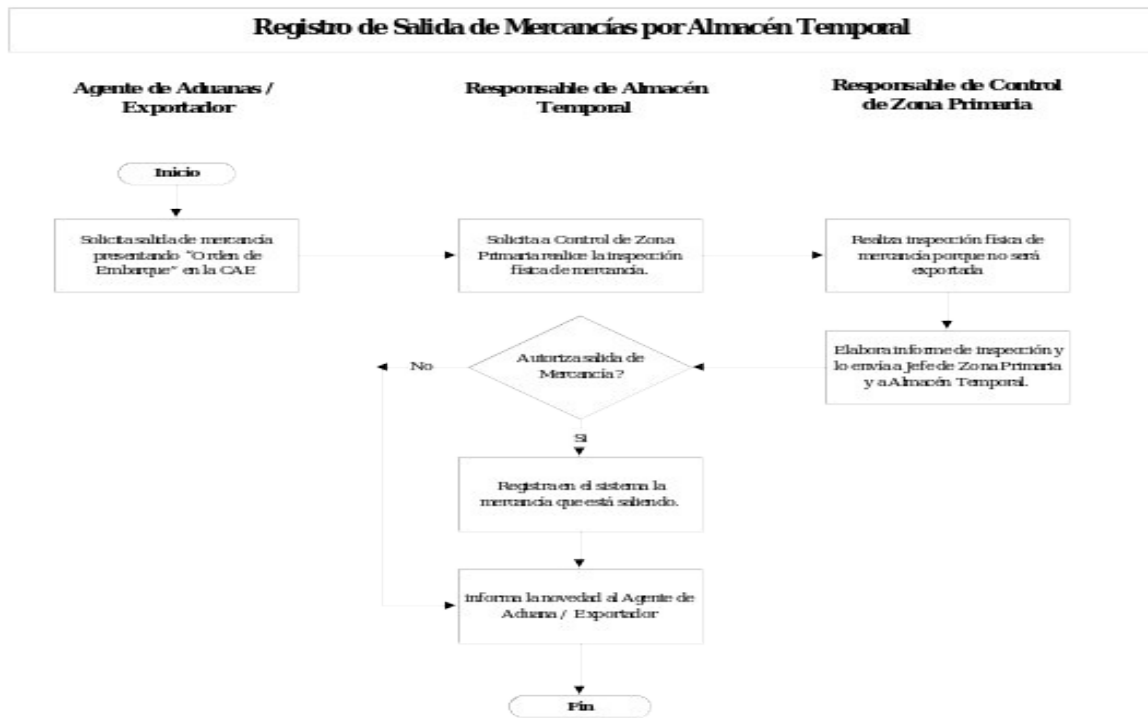 Registro de Salida de Mercancías por Almacén Temporal
Agente de Aduanas /
Exportador
Responsable de Almacén
Temporal
Responsable de Control
de Zona Primaria
Inicio
Solicita salida de mercancía
presentando "Orden de
Embarque" en la CAE
Solicita a Control de Zona
Primaria realice la inspección
física de mercancía.
Realiza inspección física de
mercancía porque no será
exportada
Elabora informe de inspección y
lo envía a Jefe de Zona Primaria
y a Almacén Temporal.
Autoriza salida de
Mercancía?
No
Si
Registra en el sistema la
mercancía que está saliendo.
informa la novedad al Agente de
Aduana / Exportador
Fin